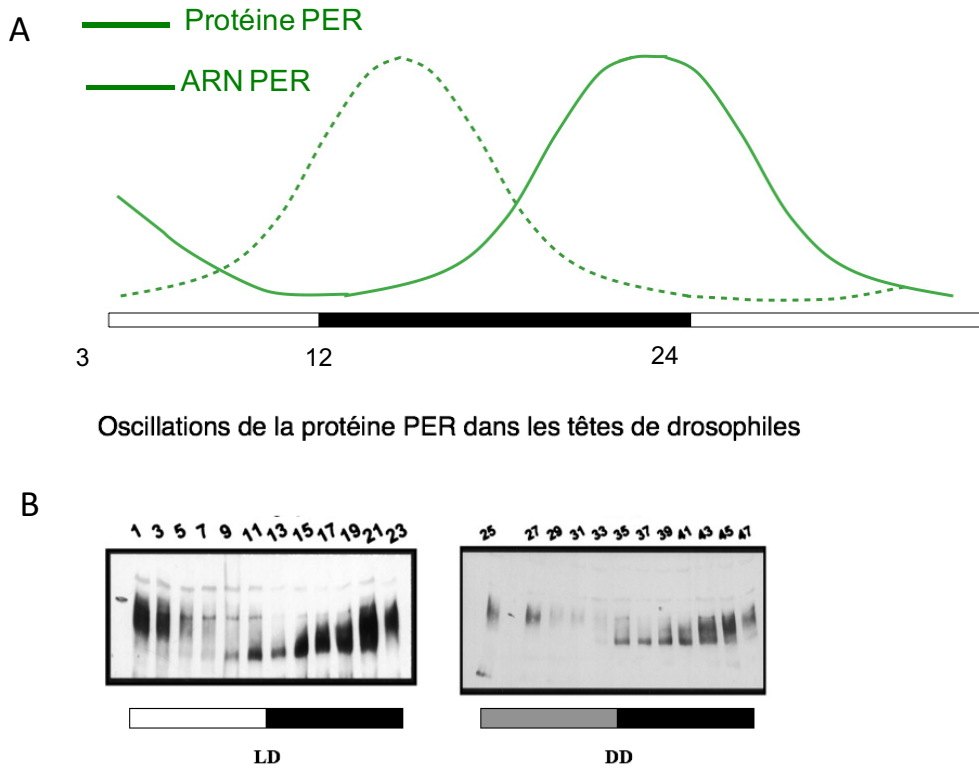 A
Protéine PER
ARN PER
3 12 24
Oscillations de la protéine PER dans les têtes de drosophiles
B
1 3 5 7 9 11 13 15 17 19 21 23
25 27 29 31 33 35 37 39 41 43 45 47
LD DD